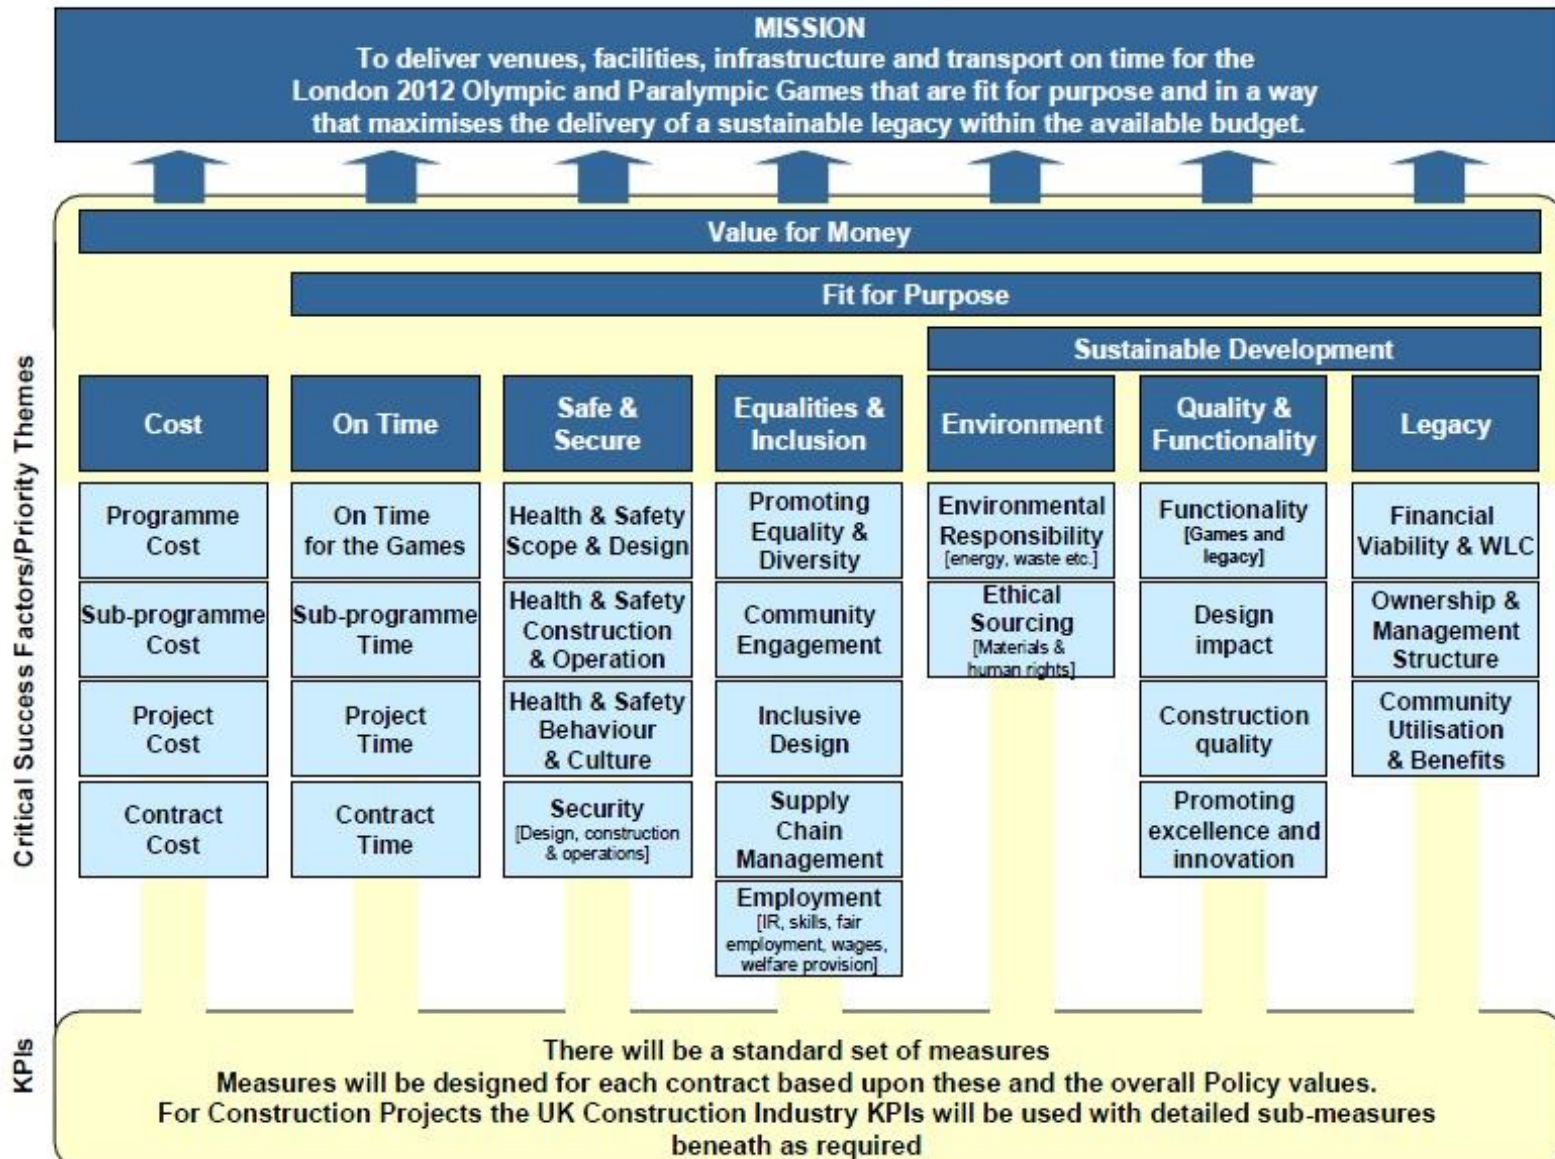 MISSION
To deliver venues, facilities, infrastructure and transport on time for the
London 2012 Olympic and Paralympic Games that are fit for purpose and in a way
that maximises the delivery of a sustainable legacy within the available budget.
Value for Money
Fit for Purpose
Sustainable Development
Critical Success Factors/Priority Themes
Cost
Programme
Cost
Sub-programme
Cost
Project
Cost
Contract
Cost
On Time
On Time
for the Games
Sub-programme
Time
Project
Time
Contract
Time
Safe &
Secure
Health & Safety
Scope & Design
Health & Safety
Construction
& Operation
Health & Safety
Behaviour
& Culture
Security
[Design, construction
& operations]
Equalities &
Inclusion
Promoting
Equality &
Diversity
Community
Engagement
Inclusive
Design
Supply
Chain
Management
Employment
[IR, skills, fair
employment, wages,
welfare provision]
Environment
Environmental
Responsibility
[energy, waste etc.]
Ethical
Sourcing
[Materials &
human rights]
Quality &
Functionality
Functionality
[Games and
legacy]
Design
impact
Construction
quality
Promoting
excellence and
innovation
Legacy
Financial
Viability & WLC
Ownership &
Management
Structure
Community
Utilisation
& Benefits
KPIs
There will be a standard set of measures
Measures will be designed for each contract based upon these and the overall Policy values.
For Construction Projects the UK Construction Industry KPIs will be used with detailed sub-measures
beneath as required